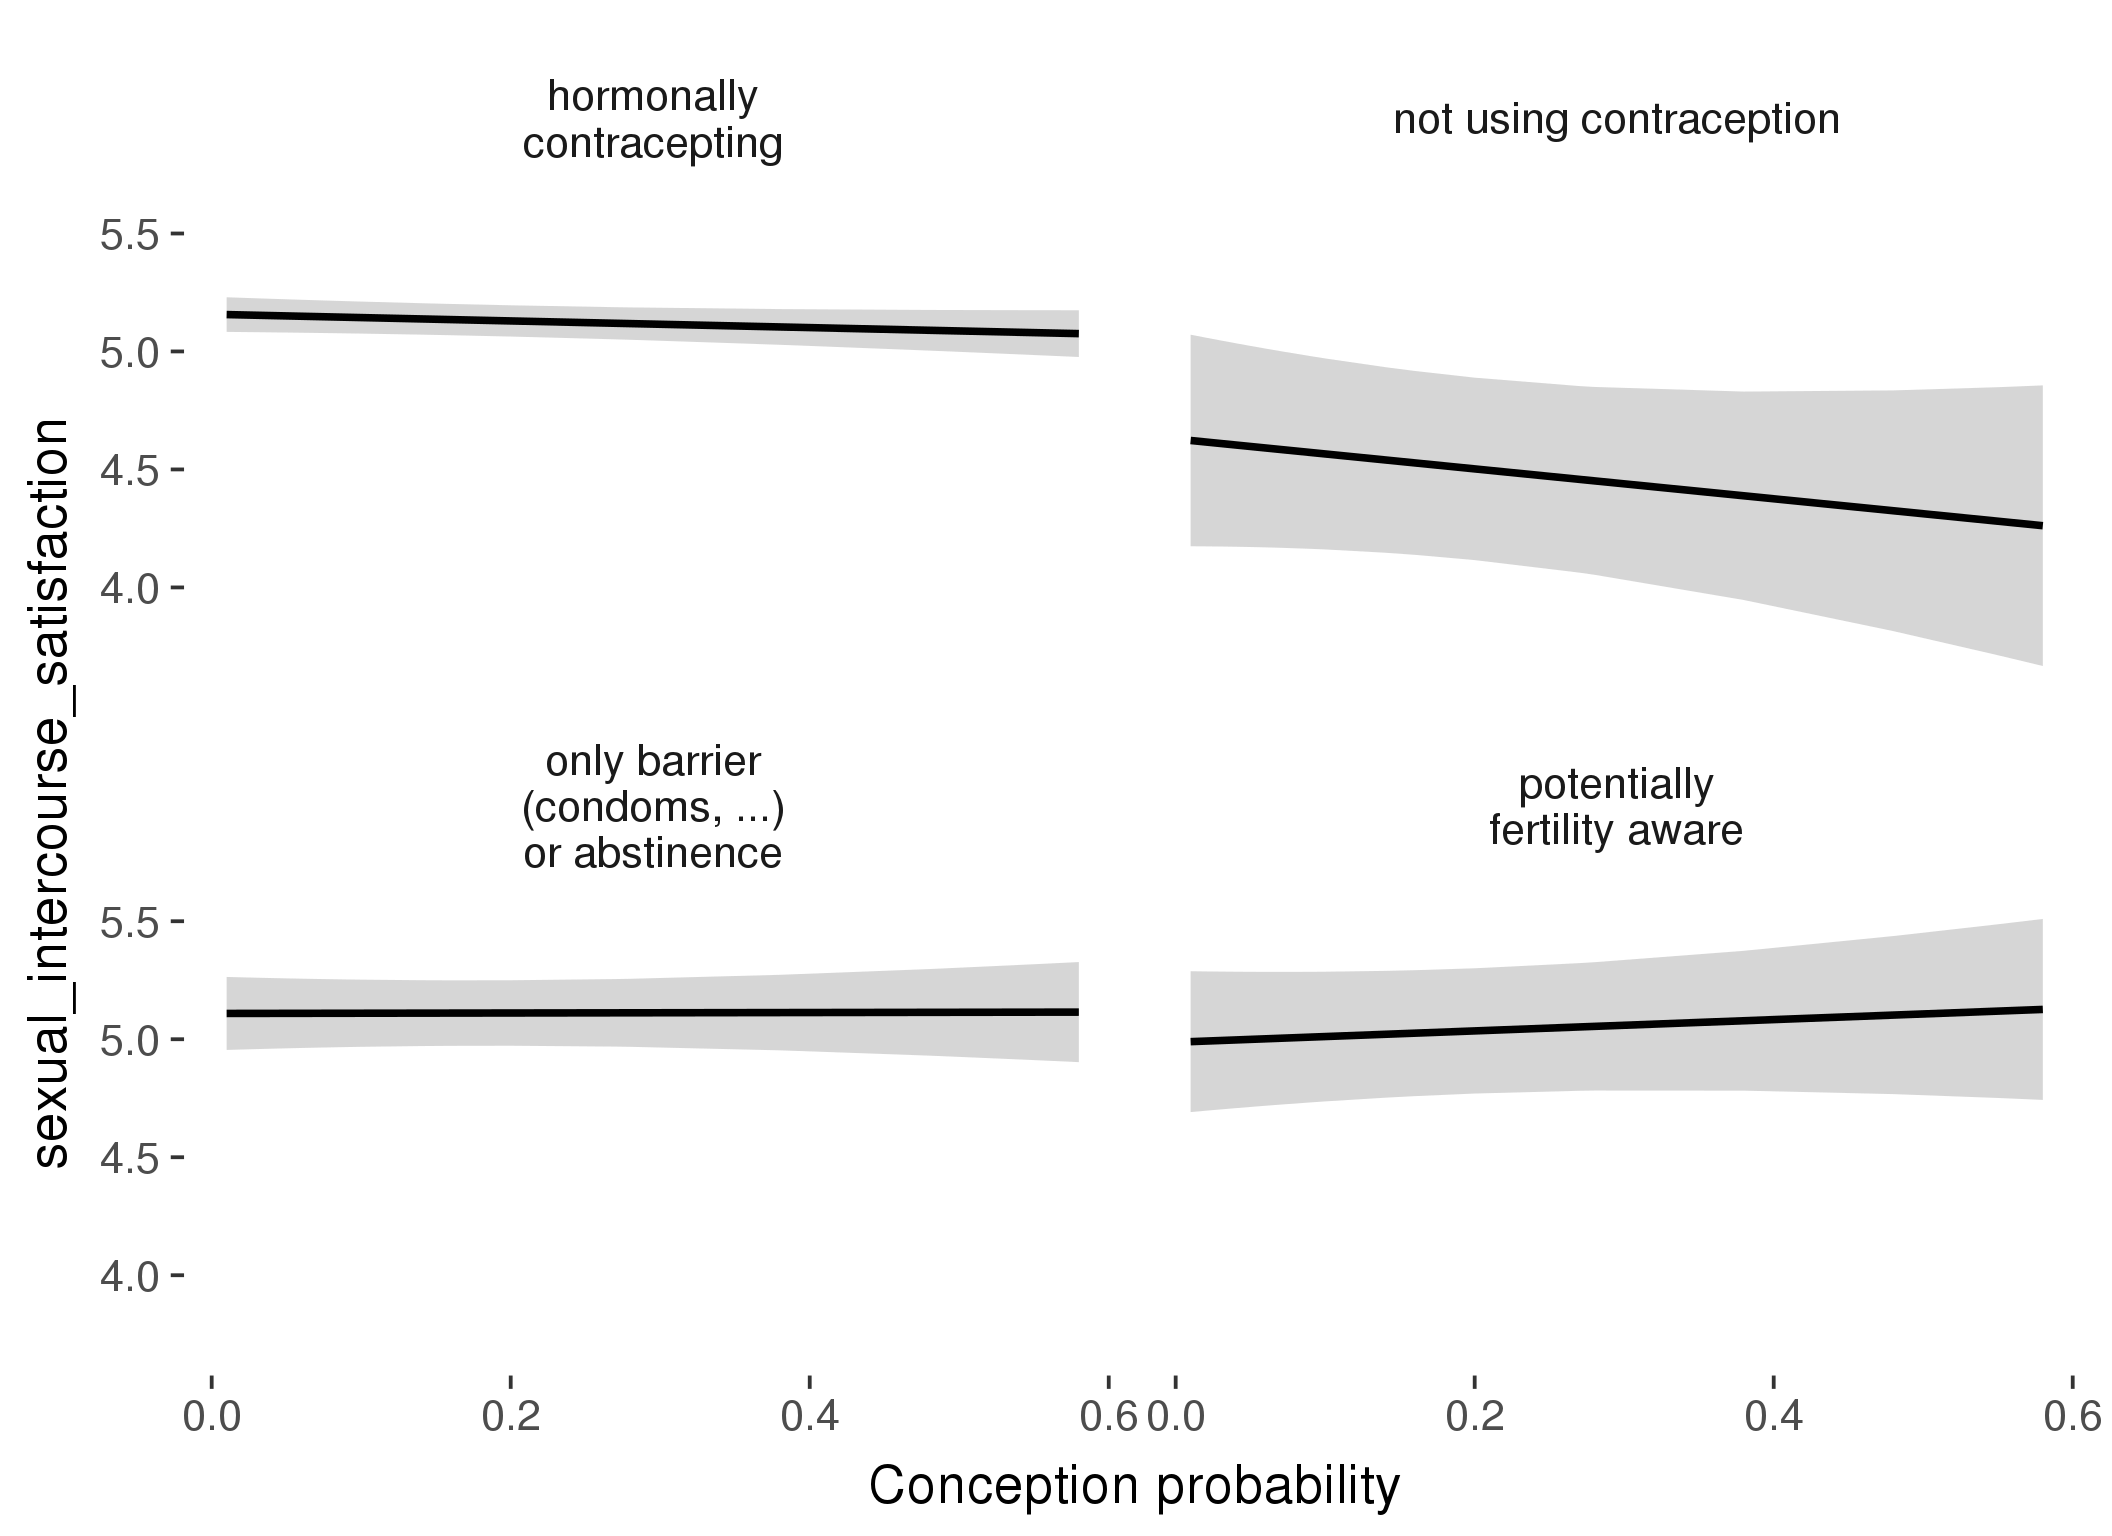 hormonally
contracepting
not using contraception
5.5
5.0
4.5
4.0
only barrier
(condoms, ...)
or abstinence
potentially
fertility aware
5.5
5.0
4.5
4.0
sexual_intercourse_satisfaction
0.0 0.2 0.4 0.6 0.0 0.2 0.4 0.6
Conception probability